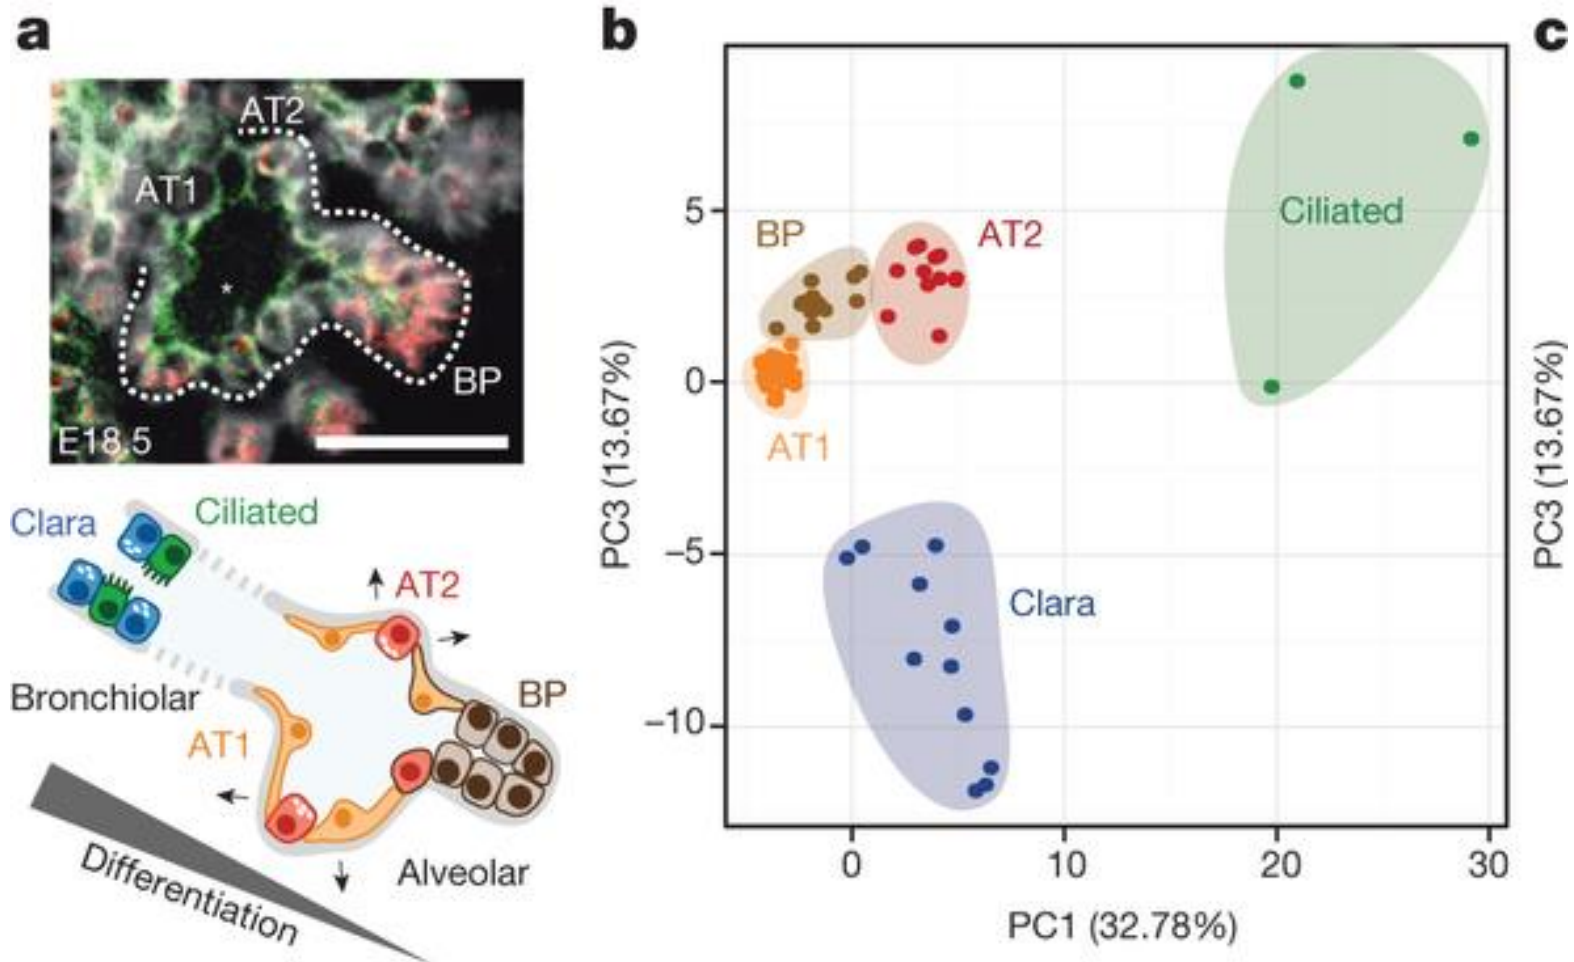 a
AT2
AT1
*
BP
E18.5
Clara
Ciliated
AT2
BP
Bronchiolar
AT1
Alveolar
Differentiation
b
PC3 (13.67%)
5
0
−5
−10
BP
AT2
Ciliated
AT1
Clara
0
10
20
30
PC1 (32.78%)
c
PC3 (13.67%)